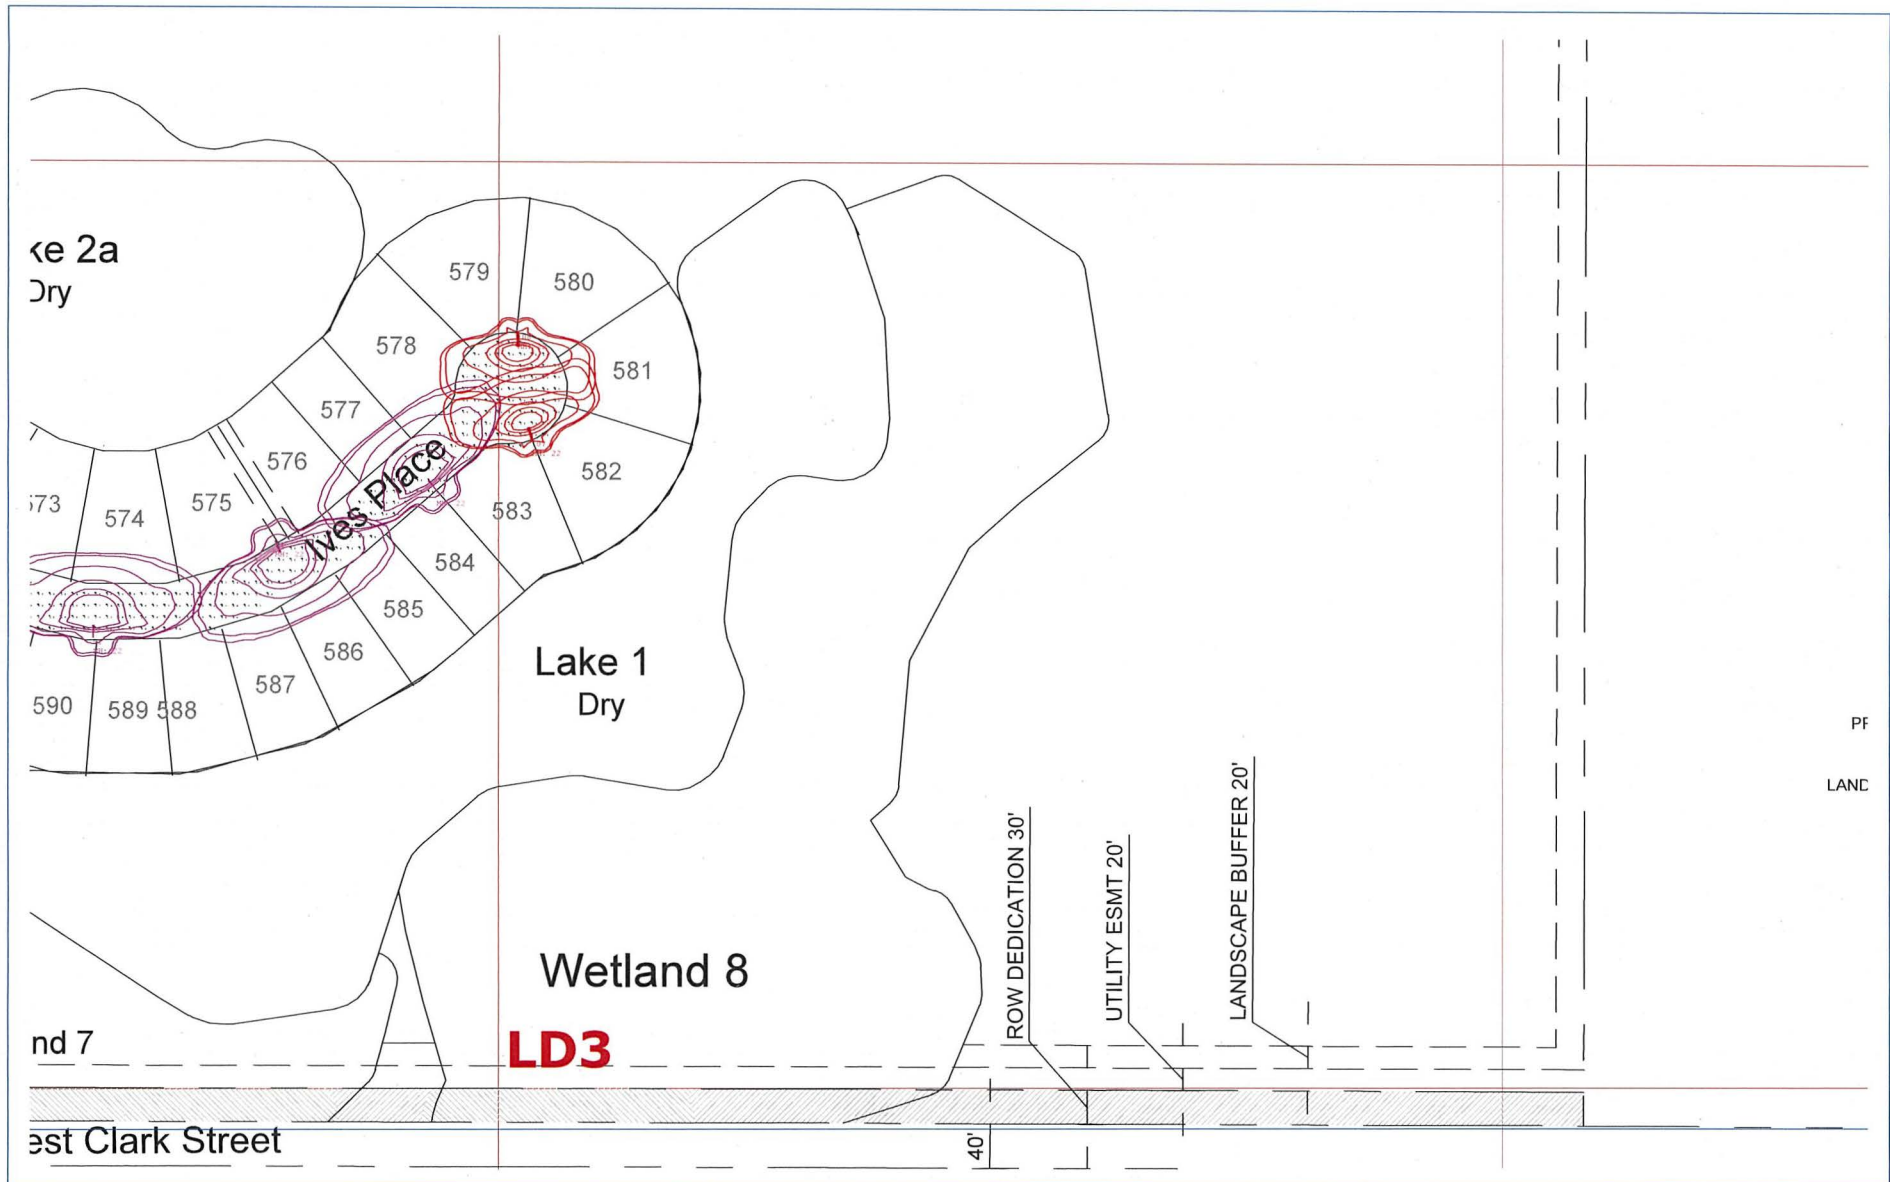 ke 2a
Dry
579
580
578
581
577
576
582
575
573
574
583
Ives Place
584
585
586
587
590
589
588
Lake 1
Dry
PF
LAND
ROW DEDICATION 30'
UTILITY ESMT 20'
LANDSCAPE BUFFER 20'
Wetland 8
LD3
nd 7
est Clark Street
40'